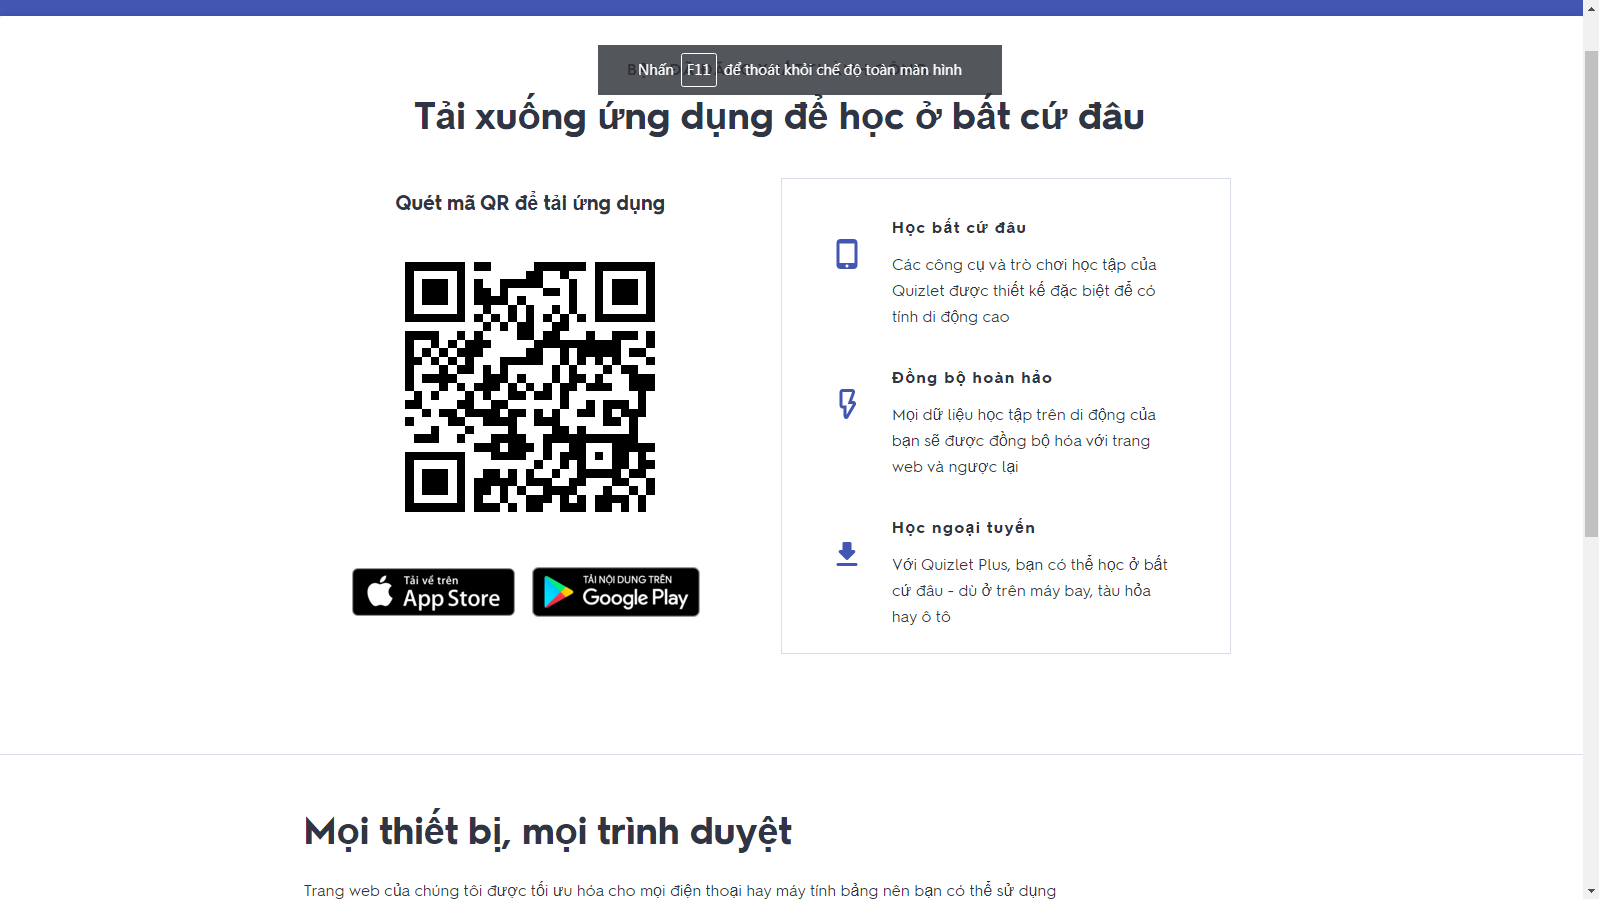 Nhấn F11 để thoát khỏi chế độ toàn màn hình
Tải xuống ứng dụng để học ở bất cứ đâu
Quét mã QR để tải ứng dụng
Tải về trên
App Store
TẢI NỘI DUNG TRÊN
Google Play
Học bất cứ đâu
Các công cụ và trò chơi học tập của
Quizlet được thiết kế đặc biệt để có
tính di động cao
Đồng bộ hoàn hảo
Mọi dữ liệu học tập trên di động của
bạn sẽ được đồng bộ hóa với trang
web và ngược lại
Học ngoại tuyến
Với Quizlet Plus, bạn có thể học ở bất
cứ đâu - dù ở trên máy bay, tàu hỏa
hay ô tô
Mọi thiết bị, mọi trình duyệt
Trang web của chúng tôi được tối ưu hóa cho mọi điện thoại hay máy tính bảng nên bạn có thể sử dụng